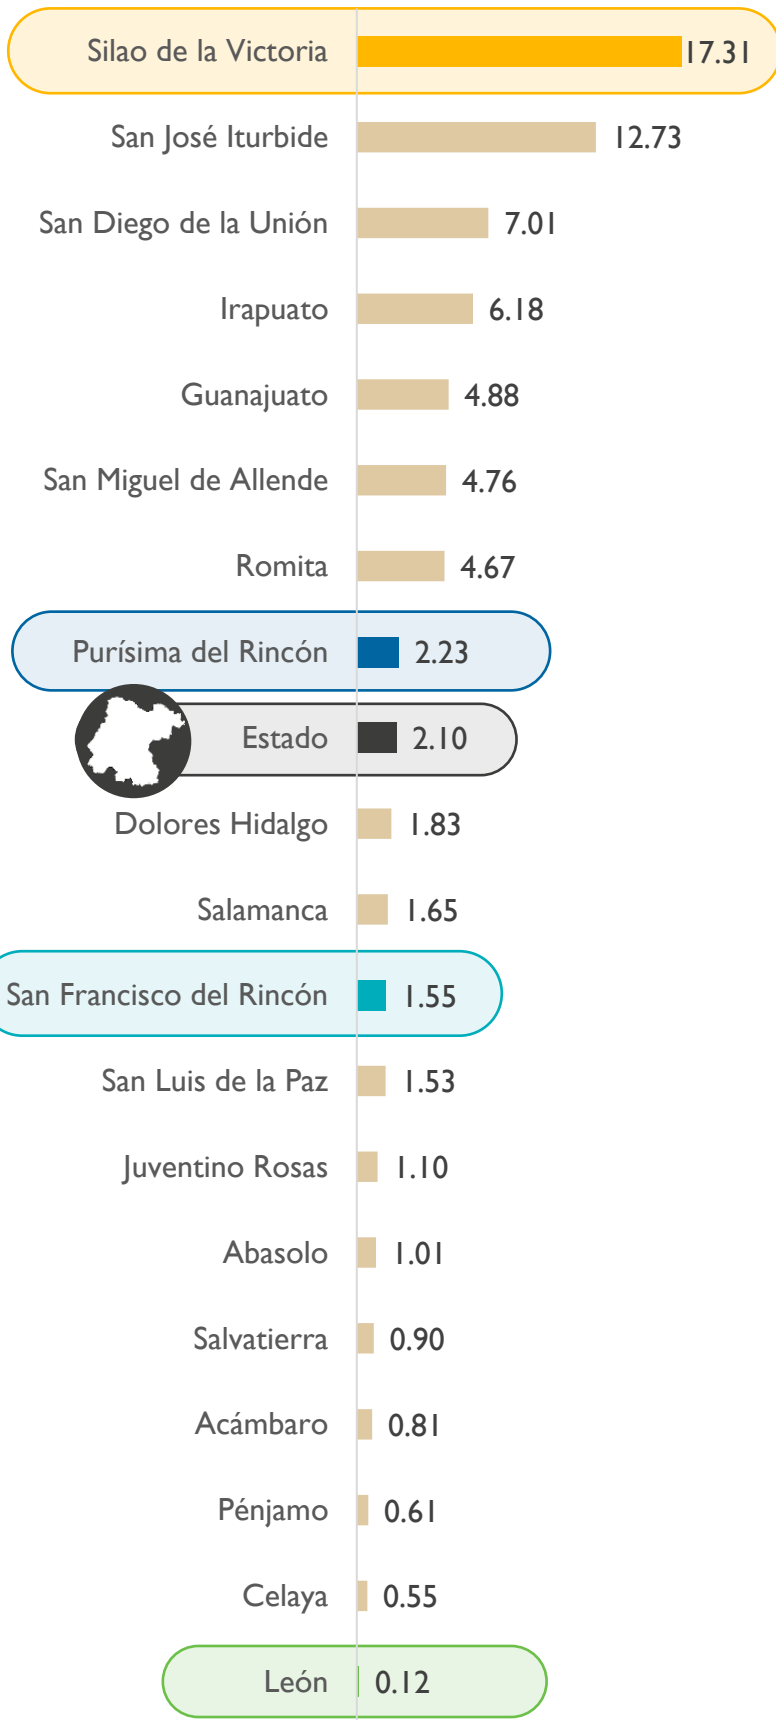 Silao de la Victoria 17.31
San José Iturbide 12.73
San Diego de la Unión 7.01
Irapuato 6.18
Guanajuato 4.88
San Miguel de Allende 4.76
Romita 4.67
Purísima del Rincón 2.23
Estado 2.10
Dolores Hidalgo 1.83
Salamanca 1.65
San Francisco del Rincón 1.55
San Luis de la Paz 1.53
Juventino Rosas 1.10
Abasolo 1.01
Salvatierra 0.90
Acámbaro 0.81
Pénjamo 0.61
Celaya 0.55
León 0.12